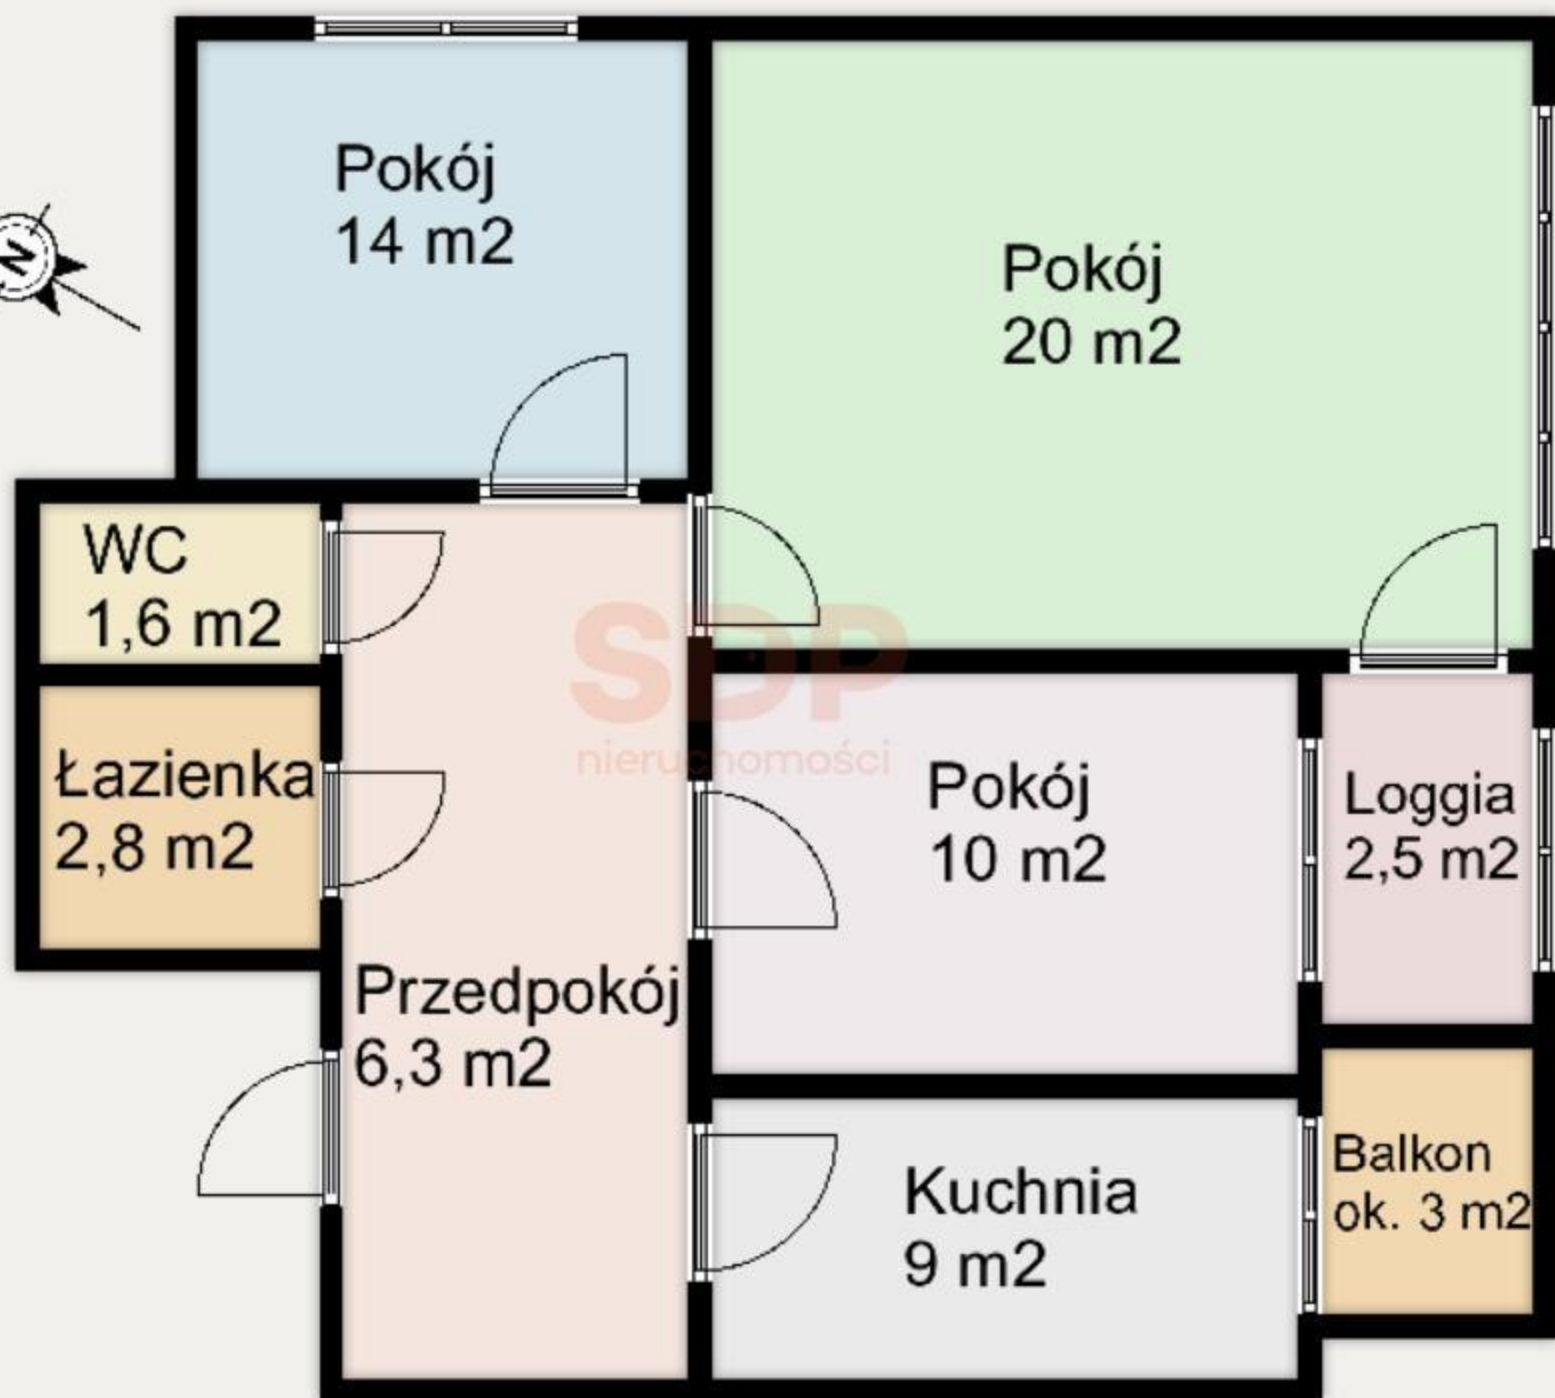 Pokój
14 m2
Pokój
20 m2
N
WC
1,6 m2
SDP
nieruchomości
Łazienka
2,8 m2
Pokój
10 m2
Loggia
2,5 m2
Przedpokój
6,3 m2
Balkon
ok. 3 m2
Kuchnia
9 m2